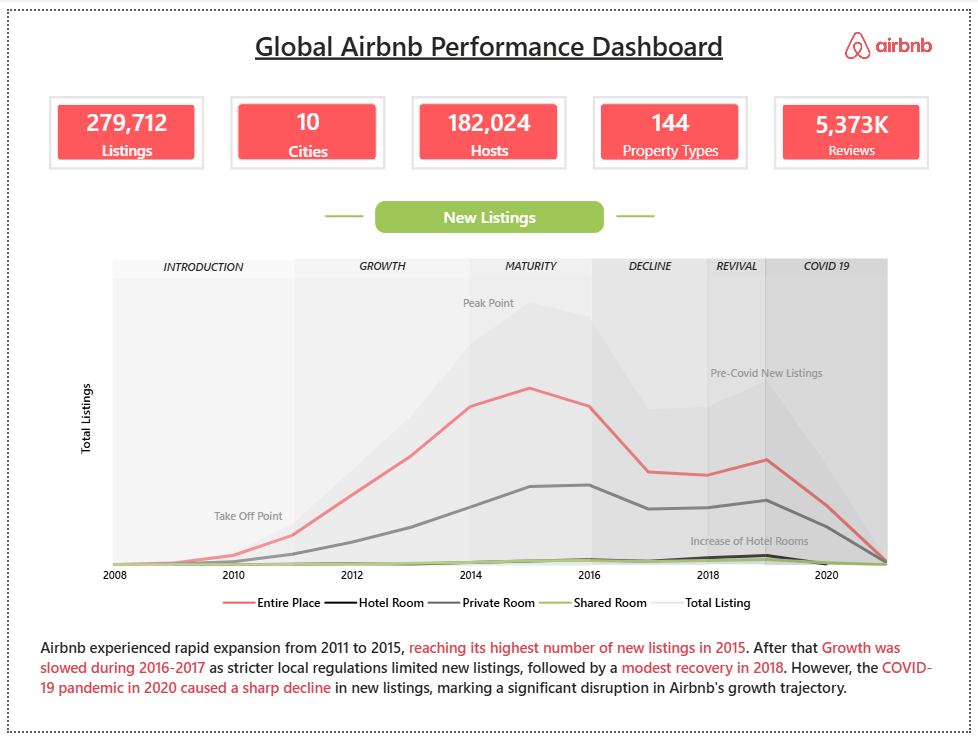 Global Airbnb Performance Dashboard
airbnb
279,712
Listings
10
Cities
182,024
Hosts
144
Property Types
5,373K
Reviews
New Listings
INTRODUCTION
GROWTH
MATURITY
DECLINE
REVIVAL
COVID 19
Peak Point
Pre-Covid New Listings
Total Listings
Take Off Point
Increase of Hotel Rooms
2008
2010
2012
2014
2016
2018
2020
Entire Place
Hotel Room
Private Room
Shared Room
Total Listing
Airbnb experienced rapid expansion from 2011 to 2015, reaching its highest number of new listings in 2015. After that Growth was
slowed during 2016-2017 as stricter local regulations limited new listings, followed by a modest recovery in 2018. However, the COVID-
19 pandemic in 2020 caused a sharp decline in new listings, marking a significant disruption in Airbnb's growth trajectory.